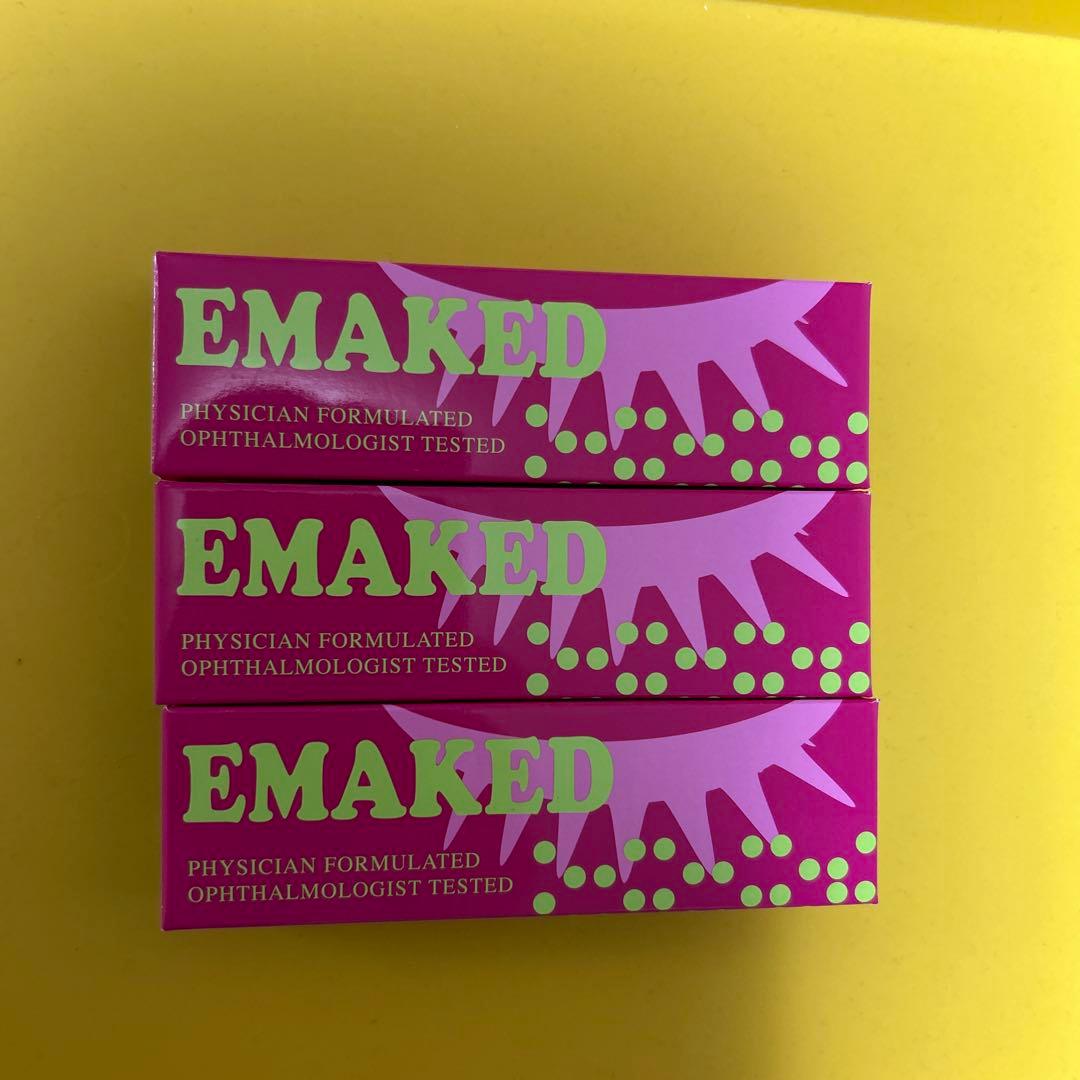 EMAKED
PHYSICIAN FORMULATED
OPHTHALMOLOGIST TESTED
EMAKED
PHYSICIAN FORMULATED
OPHTHALMOLOGIST TESTED
EMAKED
PHYSICIAN FORMULATED
OPHTHALMOLOGIST TESTED